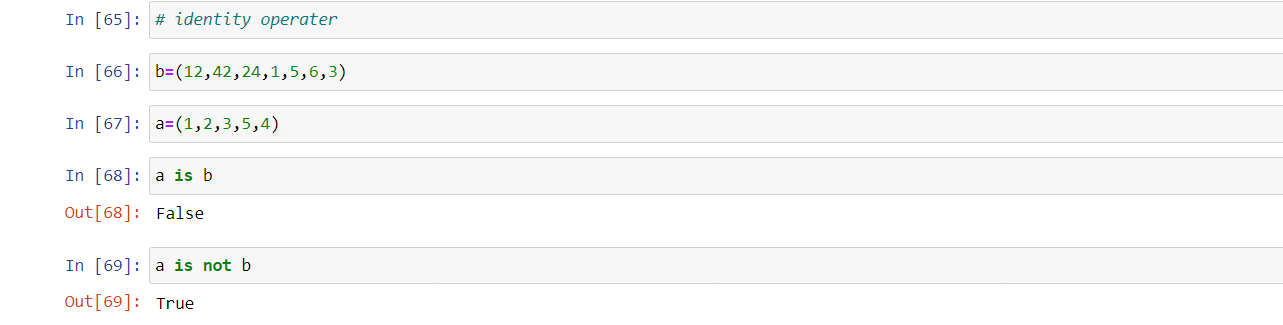 In [65]: # identity operater
In [66]: b=(12,42,24,1,5,6,3)
In [67]: a=(1,2,3,5,4)
In [68]: a is b
Out[68]: False
In [69]: a is not b
Out[69]: True